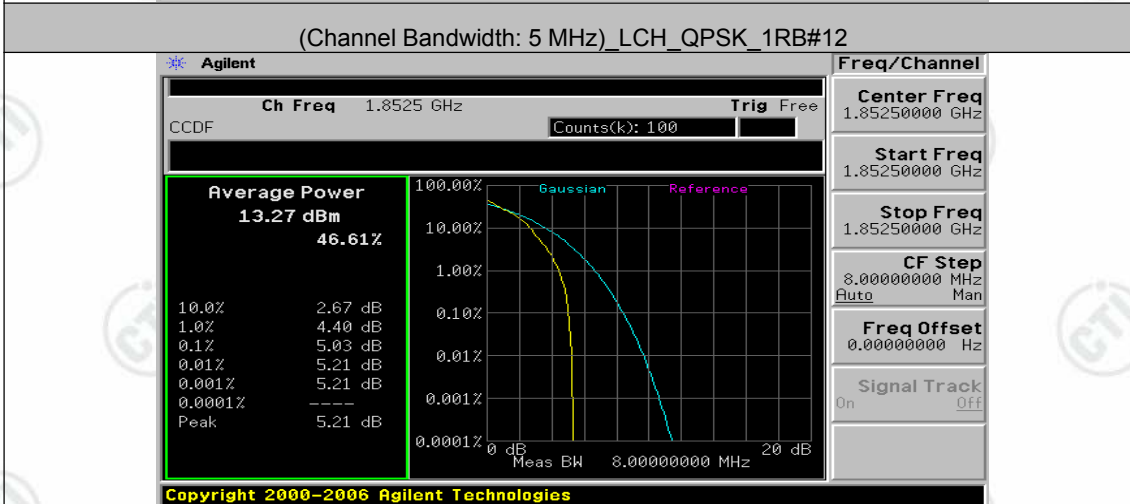 (Channel Bandwidth: 5 MHz)_LCH_QPSK_1RB#12
Agilent
Freq/Channel
Ch Freq 1.8525 GHz Trig Free
CCDF Counts(k): 100
Center Freq
1.85250000 GHz
Start Freq
1.85250000 GHz
Stop Freq
1.85250000 GHz
CF Step
8.00000000 MHz
Auto Man
Freq Offset
0.00000000 Hz
Signal Track
On Off
Average Power
13.27 dBm
46.61%
10.0% 2.67 dB
1.0% 4.40 dB
0.1% 5.03 dB
0.01% 5.21 dB
0.001% 5.21 dB
0.0001% ----
Peak 5.21 dB
Gaussian Reference
100.00%
10.00%
1.00%
0.10%
0.01%
0.001%
0.0001%
0 dB 20 dB
Meas BW 8.00000000 MHz
Copyright 2000-2006 Agilent Technologies
CTI
CTI
CTI